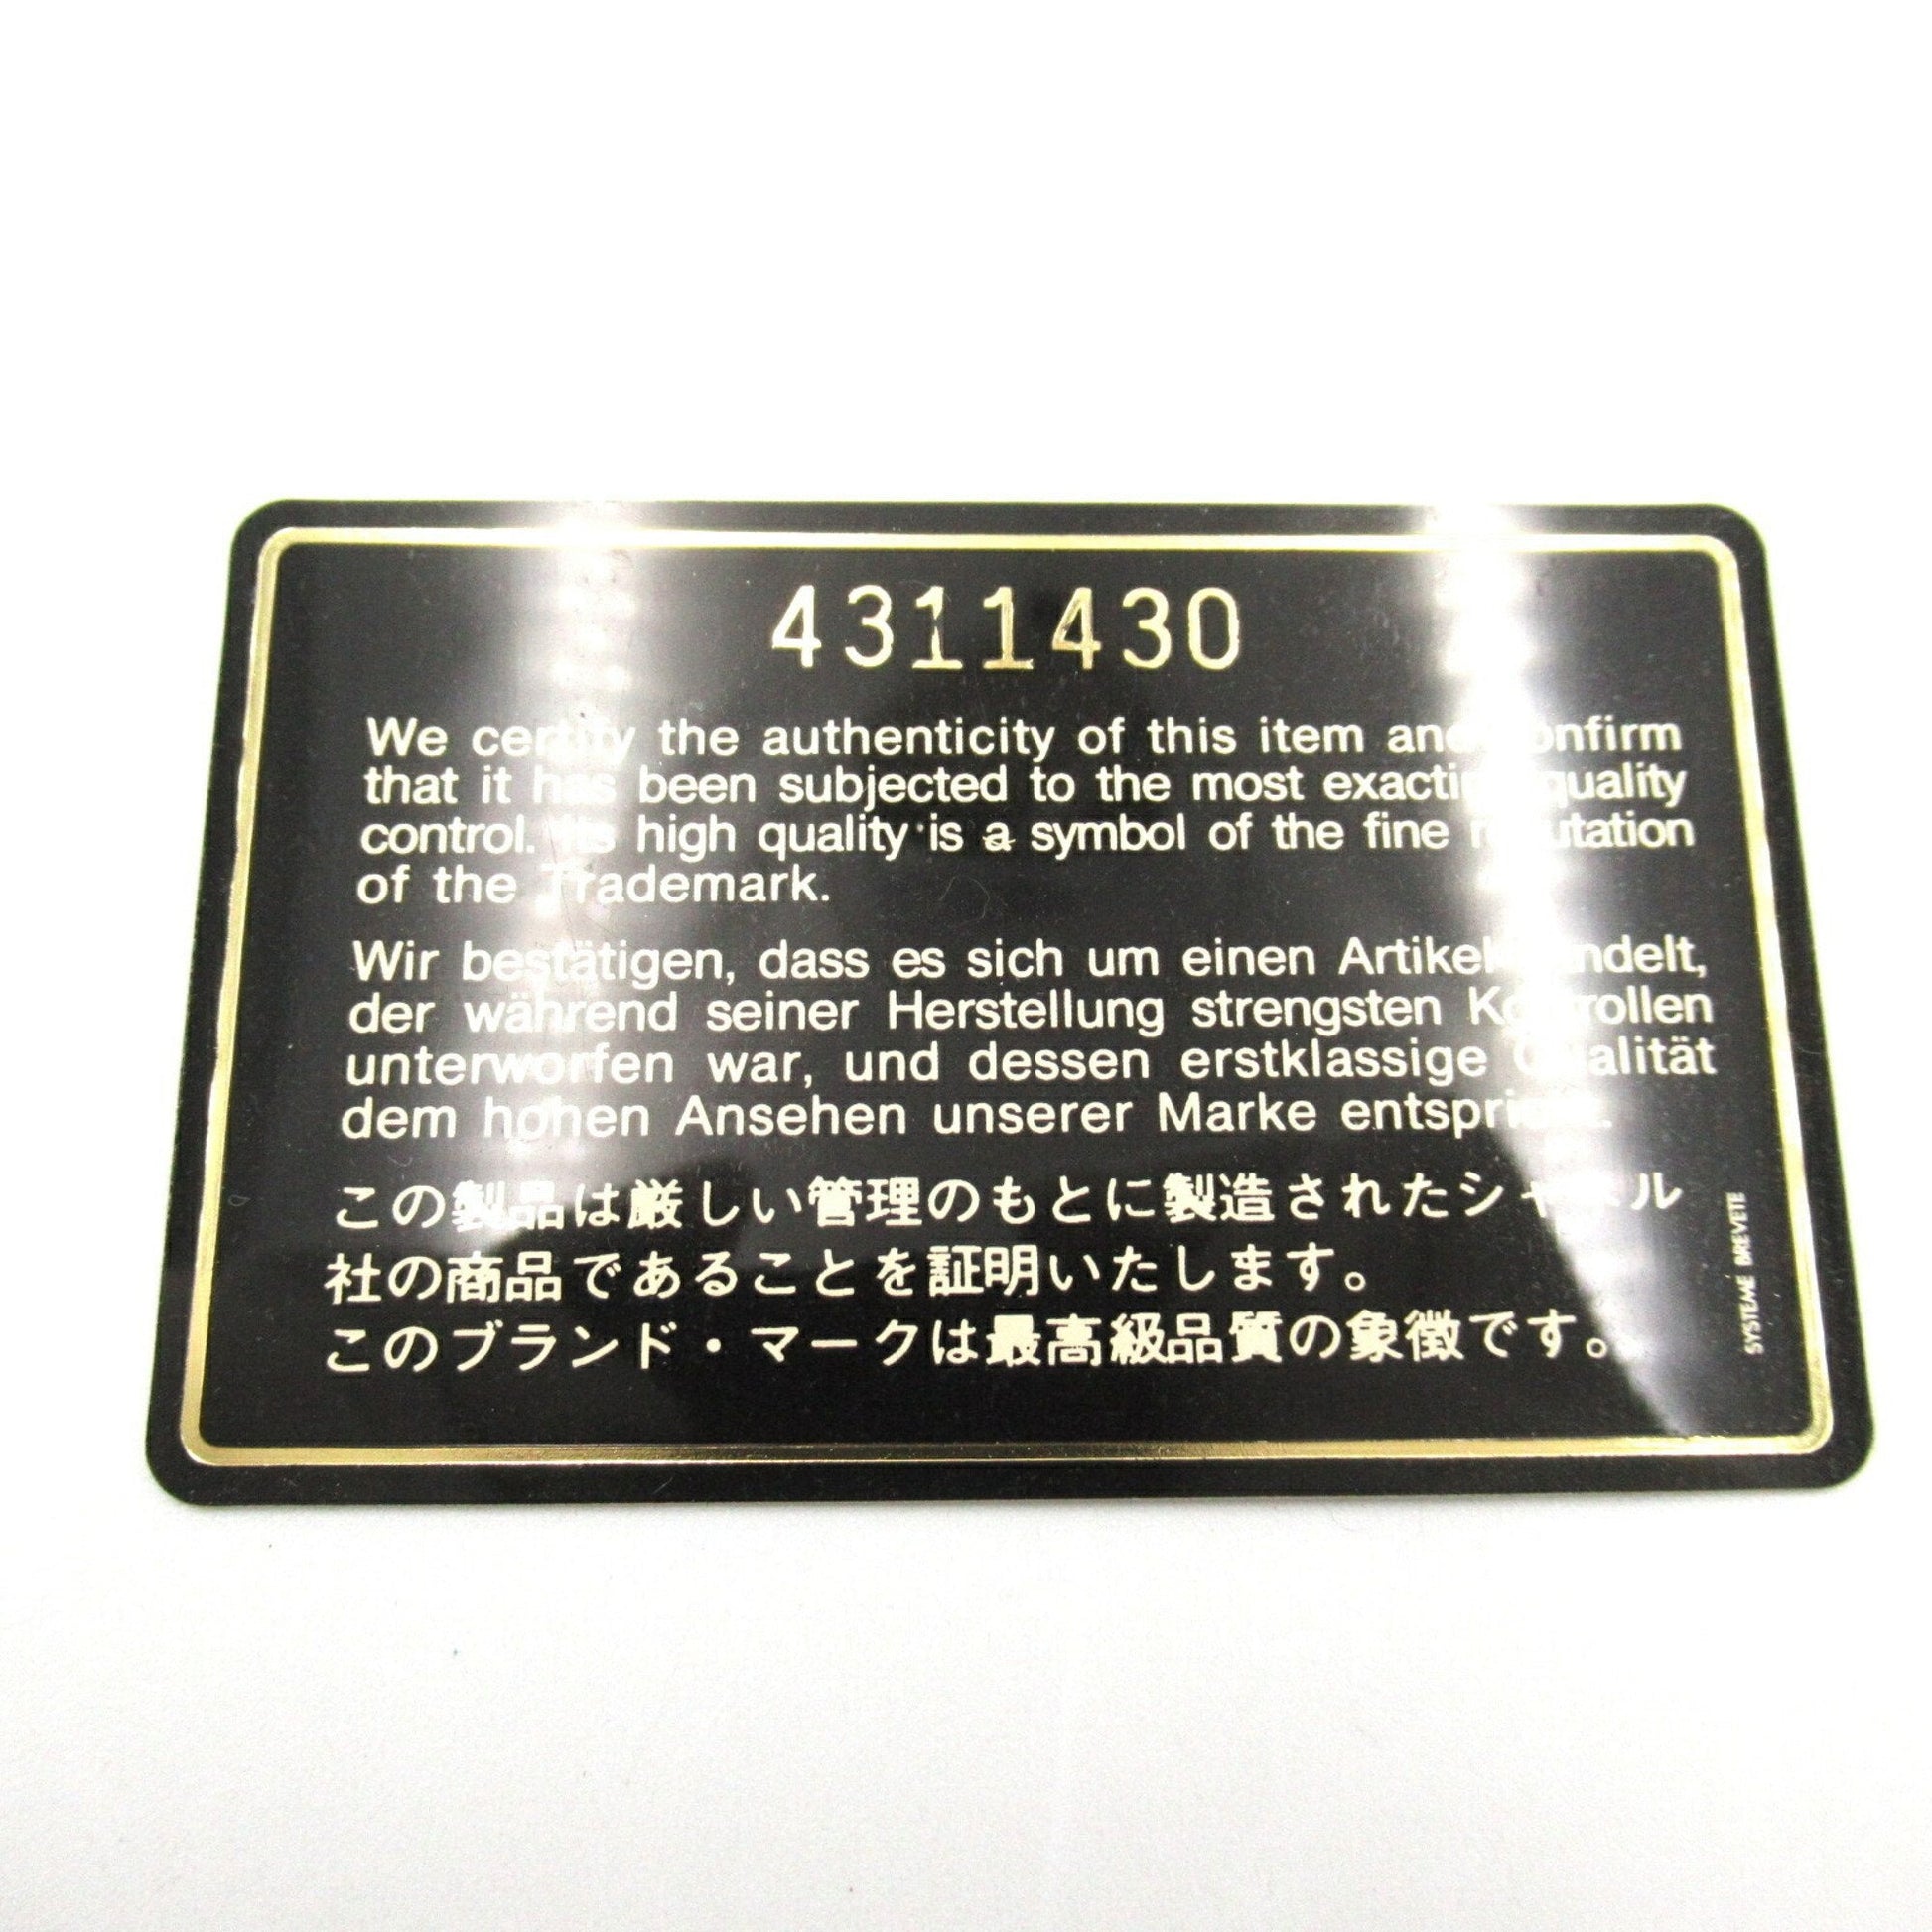 4311430
We certify the authenticity of this item and confirm
that it has been subjected to the most exacting quality
control. Its high quality is a symbol of the fine reputation
of the Trademark.
Wir bestätigen, dass es sich um einen Artikel handelt,
der während seiner Herstellung strengsten Kontrollen
unterworfen war, und dessen erstklassige Qualität
dem hohen Ansehen unserer Marke entspricht.
この製品は厳しい管理のもとに製造されたシャネル
社の商品であることを証明いたします。
このブランド・マークは最高級品質の象徴です。
SYSTEME BREVETE